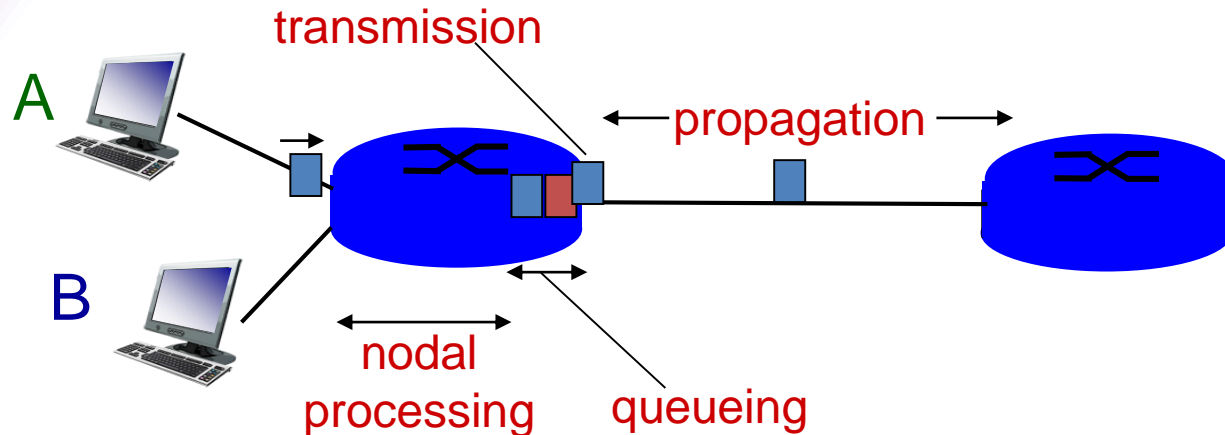 transmission
A
propagation
B
nodal
processing
queueing